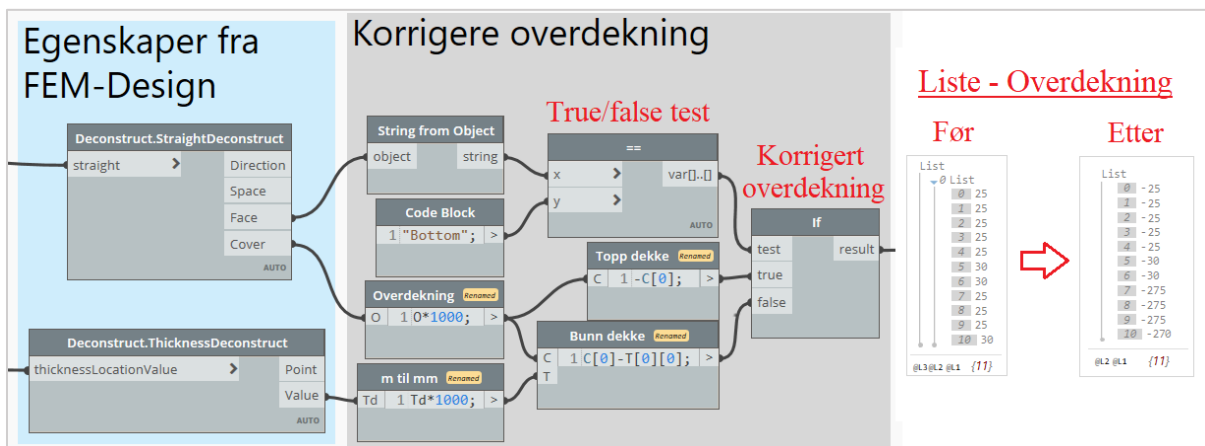 Egenskaper fra
FEM-Design
Deconstruct.StraightDeconstruct
straight >
Direction
Space
Face
Cover
AUTO
Deconstruct.ThicknessDeconstruct
thicknessLocationValue >
Point
Value
AUTO
Korrigere overdekning
String from Object
object string
Code Block
1 "Bottom"; >
Overdekning Renamed
O 1 O*1000; >
m til mm Renamed
Td 1 Td*1000; >
True/false test
==
x > var[]..[]
y >
AUTO
Topp dekke Renamed
C 1 -C[0]; >
Bunn dekke Renamed
C 1 C[0]-T[0][0]; >
T
Korrigert
overdekning
If
test result
true
false
Liste - Overdekning
Før
List
0 List
0 25
1 25
2 25
3 25
4 25
5 30
6 30
7 25
8 25
9 25
10 30
@L3 @L2 @L1 {11}
Etter
List
0 -25
1 -25
2 -25
3 -25
4 -25
5 -30
6 -30
7 -275
8 -275
9 -275
10 -270
@L2 @L1 {11}